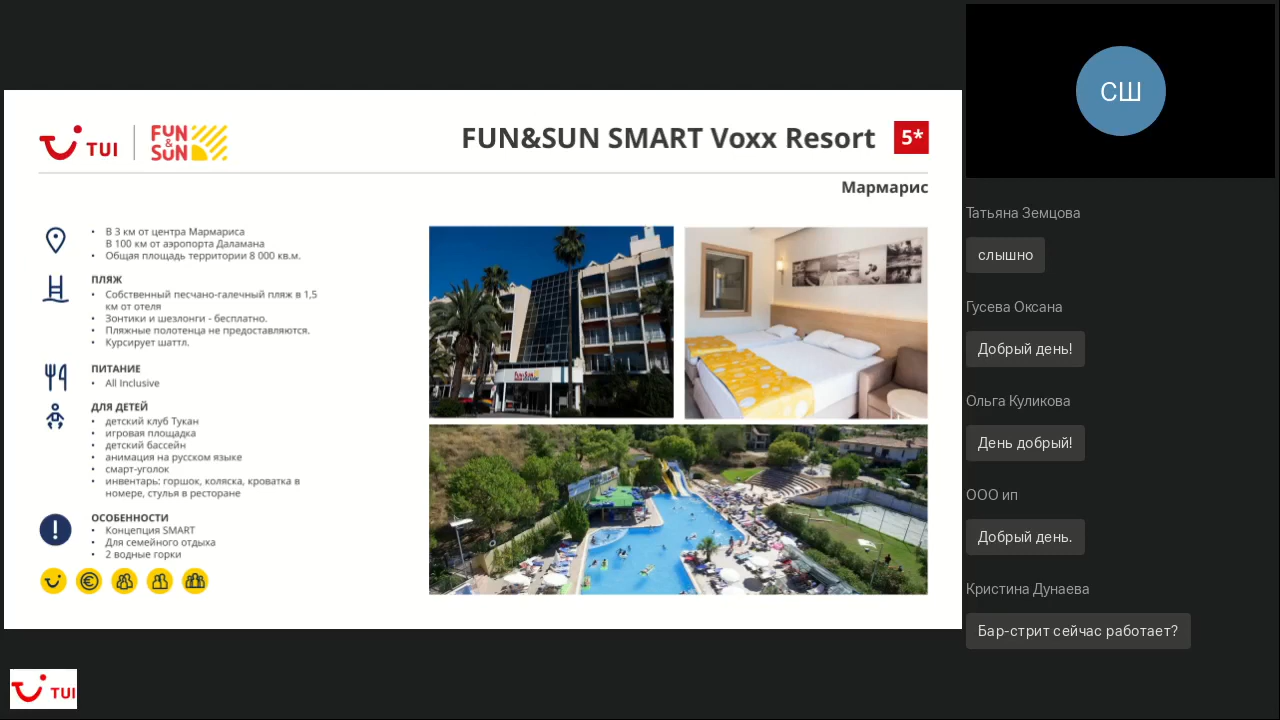 TUI
FUN
&
SUN
FUN&SUN SMART Voxx Resort
5*
Мармарис
• В 3 км от центра Мармариса
В 100 км от аэропорта Даламана
• Общая площадь территории 8 000 кв.м.
ПЛЯЖ
• Собственный песчано-галечный пляж в 1,5
км от отеля
• Зонтики и шезлонги - бесплатно.
• Пляжные полотенца не предоставляются.
• Курсирует шаттл.
ПИТАНИЕ
• All Inclusive
ДЛЯ ДЕТЕЙ
• детский клуб Тукан
• игровая площадка
• детский бассейн
• анимация на русском языке
• смарт-уголок
• инвентарь: горшок, коляска, кроватка в
номере, стулья в ресторане
ОСОБЕННОСТИ
• Концепция SMART
• Для семейного отдыха
• 2 водные горки
FUN&SUN
TUI
СШ
Татьяна Земцова
слышно
Гусева Оксана
Добрый день!
Ольга Куликова
День добрый!
ООО ип
Добрый день.
Кристина Дунаева
Бар-стрит сейчас работает?